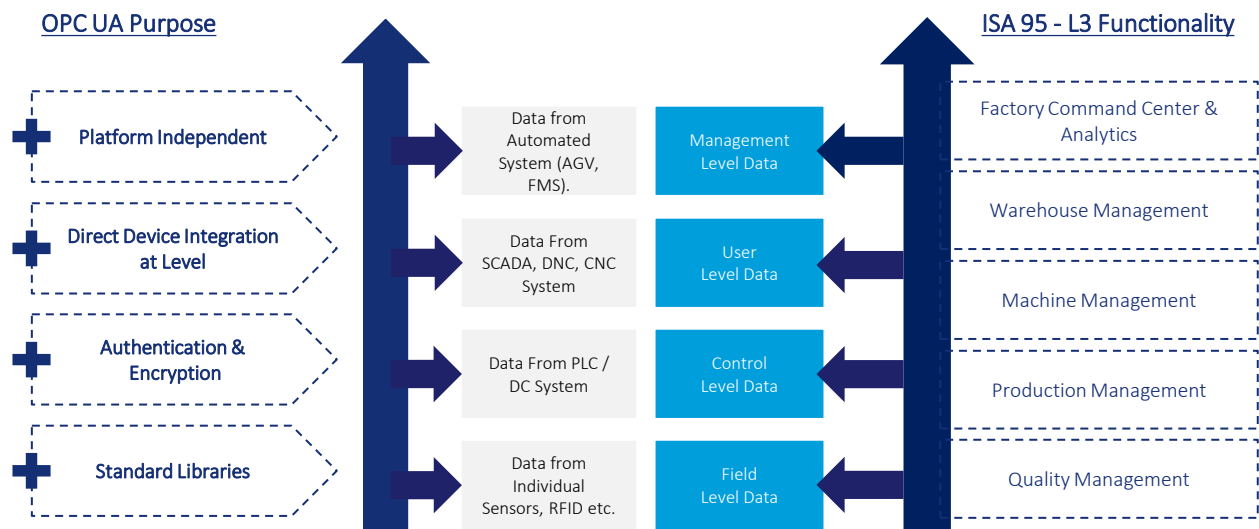 OPC UA Purpose
ISA 95 - L3 Functionality
Platform Independent
Direct Device Integration
at Level
Authentication &
Encryption
Standard Libraries
Data from
Automated
System (AGV,
FMS).
Data From
SCADA, DNC, CNC
System
Data From PLC /
DC System
Data from
Individual
Sensors, RFID etc.
Management
Level Data
User
Level Data
Control
Level Data
Field
Level Data
Factory Command Center &
Analytics
Warehouse Management
Machine Management
Production Management
Quality Management